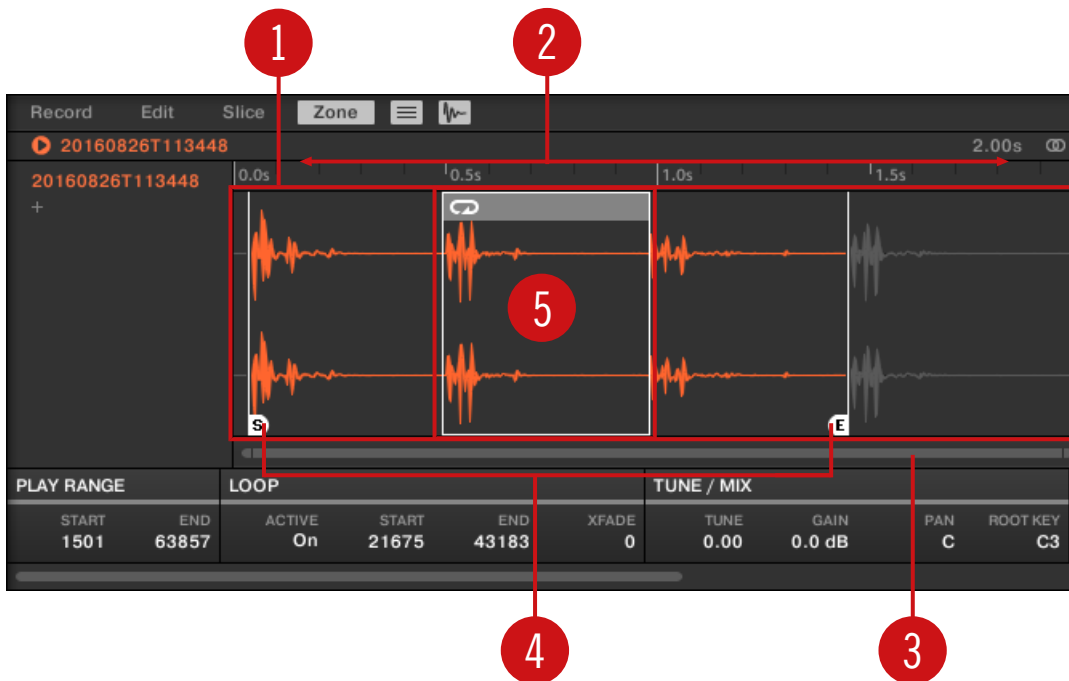 1
2
Record Edit Slice Zone
20160826T113448 2.00s
20160826T113448
+
0.0s 0.5s 1.0s 1.5s
5
S E
PLAY RANGE LOOP TUNE / MIX
START END ACTIVE START END XFADE TUNE GAIN PAN ROOT KEY
1501 63857 On 21675 43183 0 0.00 0.0 dB C C3
4
3